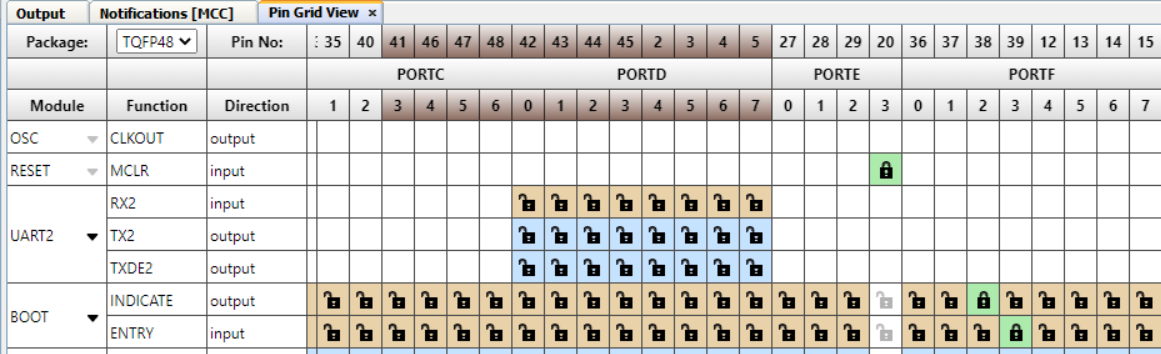 Output Notifications [MCC] Pin Grid View ×
Package: TQFP48 Pin No: 35 40 41 46 47 48 42 43 44 45 2 3 4 5 27 28 29 20 36 37 38 39 12 13 14 15
PORTC PORTD PORTE PORTF
Module Function Direction 1 2 3 4 5 6 0 1 2 3 4 5 6 7 0 1 2 3 0 1 2 3 4 5 6 7
OSC CLKOUT output
RESET MCLR input
RX2 input
UART2 TX2 output
TXDE2 output
INDICATE output
BOOT
ENTRY input